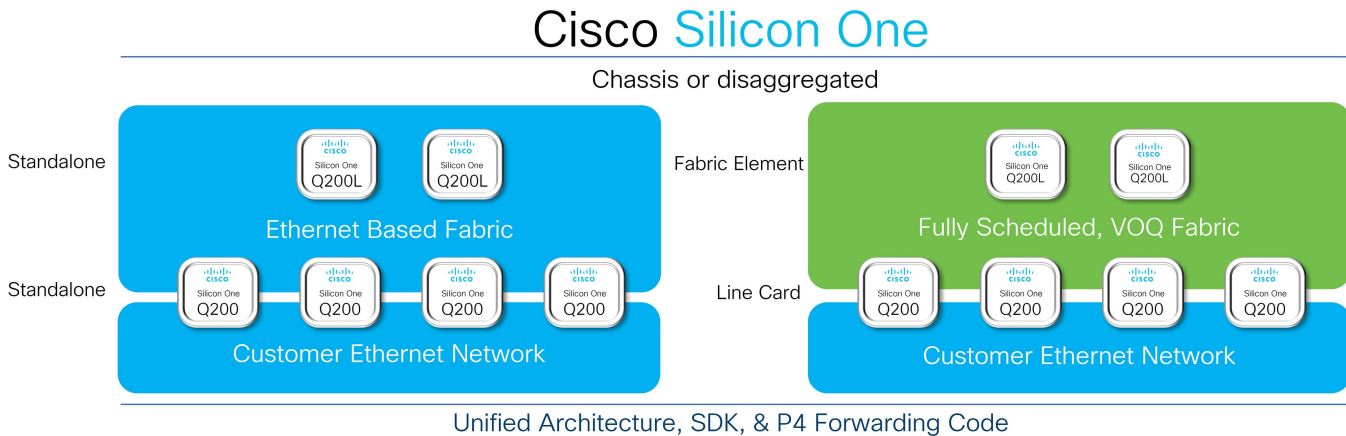 Cisco Silicon One
Chassis or disaggregated
Standalone
CISCO
Silicon One
Q200L
CISCO
Silicon One
Q200L
Ethernet Based Fabric
Standalone
CISCO
Silicon One
Q200
CISCO
Silicon One
Q200
CISCO
Silicon One
Q200
CISCO
Silicon One
Q200
Customer Ethernet Network
Fabric Element
CISCO
Silicon One
Q200L
CISCO
Silicon One
Q200L
Fully Scheduled, VOQ Fabric
Line Card
CISCO
Silicon One
Q200
CISCO
Silicon One
Q200
CISCO
Silicon One
Q200
CISCO
Silicon One
Q200
Customer Ethernet Network
Unified Architecture, SDK, & P4 Forwarding Code